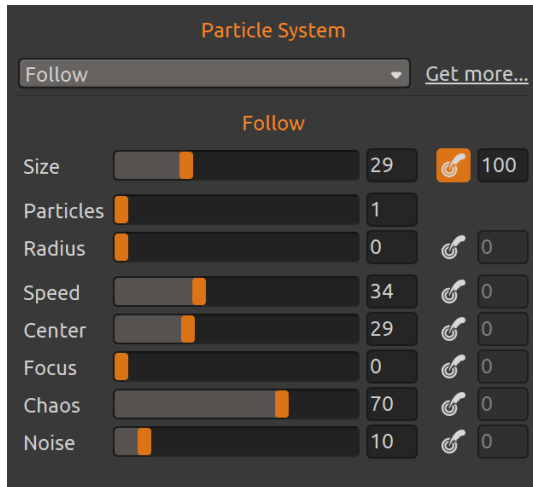 Particle System
Follow Get more...
Follow
Size 29 100
Particles 1
Radius 0 0
Speed 34 0
Center 29 0
Focus 0 0
Chaos 70 0
Noise 10 0